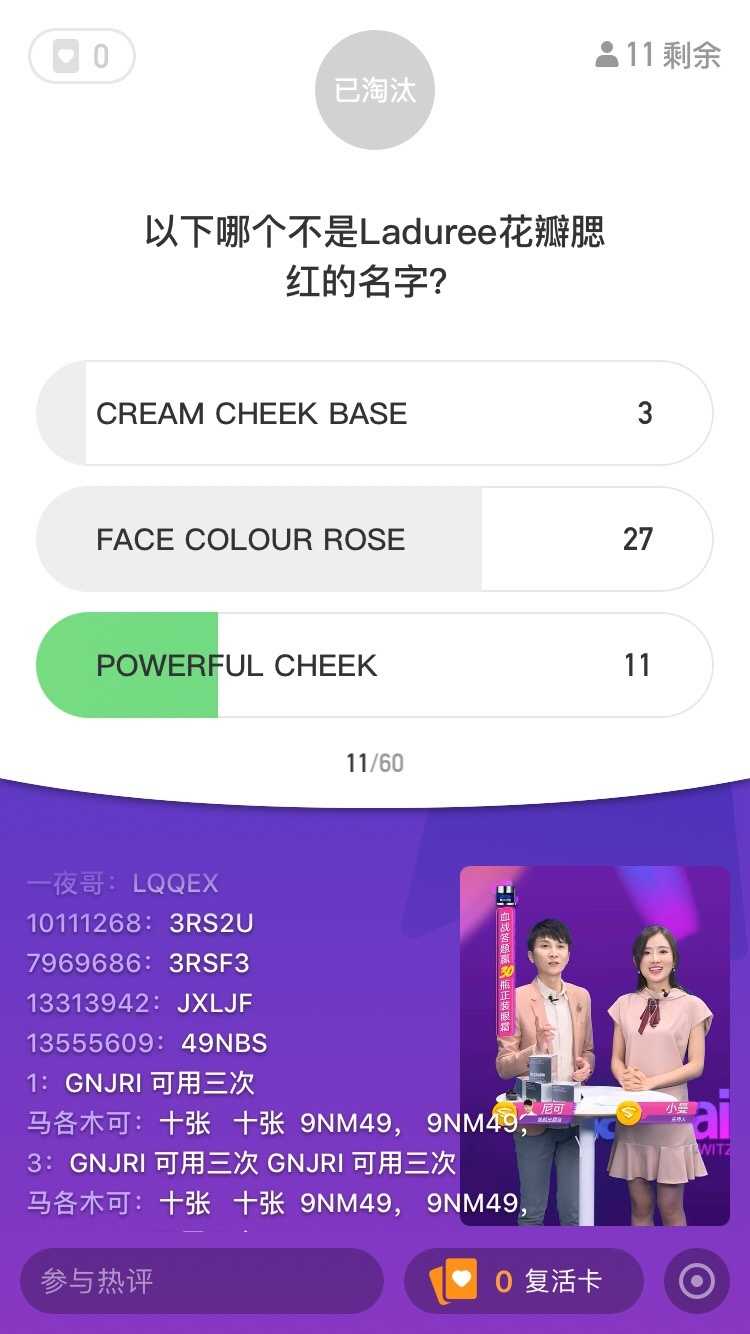 0
已淘汰
11 剩余
以下哪个不是Laduree花瓣腮
红的名字?
CREAM CHEEK BASE 3
FACE COLOUR ROSE 27
POWERFUL CHEEK 11
11/60
一夜哥: LQQEX
10111268: 3RS2U
7969686: 3RSF3
13313942: JXLJF
13555609: 49NBS
1: GNJRI 可用三次
马各木可: 十张 十张 9NM49, 9NM49,
3: GNJRI 可用三次 GNJRI 可用三次
马各木可: 十张 十张 9NM49, 9NM49,
血战答题赢30瓶正装眼霜
尼可
小曼
主持人
ai
WITZ
参与热评
0 复活卡